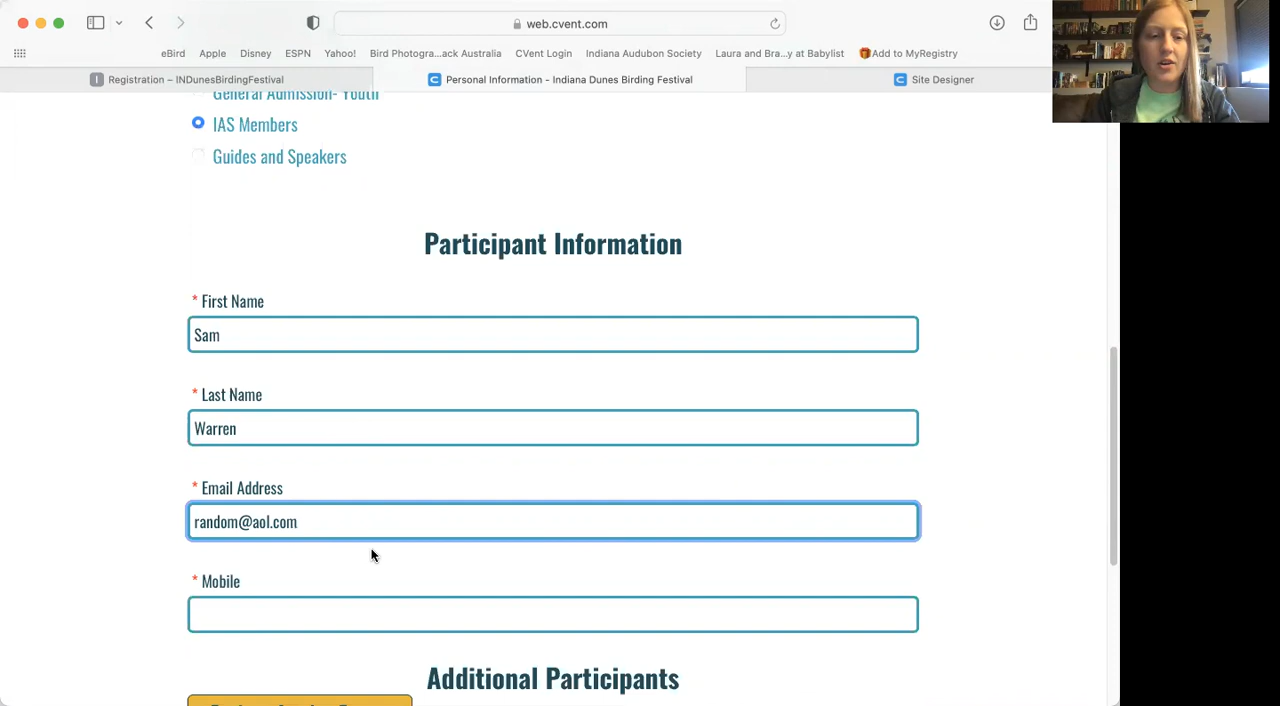 web.cvent.com
eBird Apple Disney ESPN Yahoo! Bird Photogra...ack Australia CVent Login Indiana Audubon Society Laura and Bra...y at Babylist Add to MyRegistry
I Registration – INDunesBirdingFestival C Personal Information - Indiana Dunes Birding Festival C Site Designer
General Admission- Youth
IAS Members
Guides and Speakers
Participant Information
* First Name
Sam
* Last Name
Warren
* Email Address
random@aol.com
* Mobile
Additional Participants